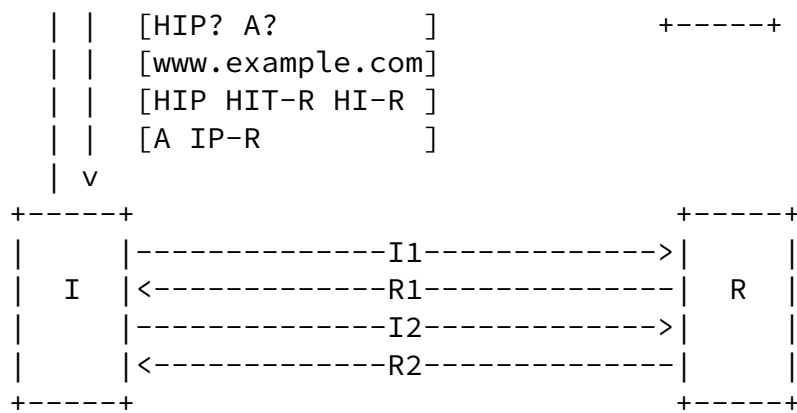 | |  [HIP? A?        ]           +-----+
  | |  [www.example.com]
  | |  [HIP HIT-R HI-R ]
  | |  [A IP-R         ]
  | v
+-----+                          +-----+
|     |--------------I1------------->|     |
|  I  |<-------------R1--------------|  R  |
|     |--------------I2------------->|     |
|     |<-------------R2--------------|     |
+-----+                          +-----+